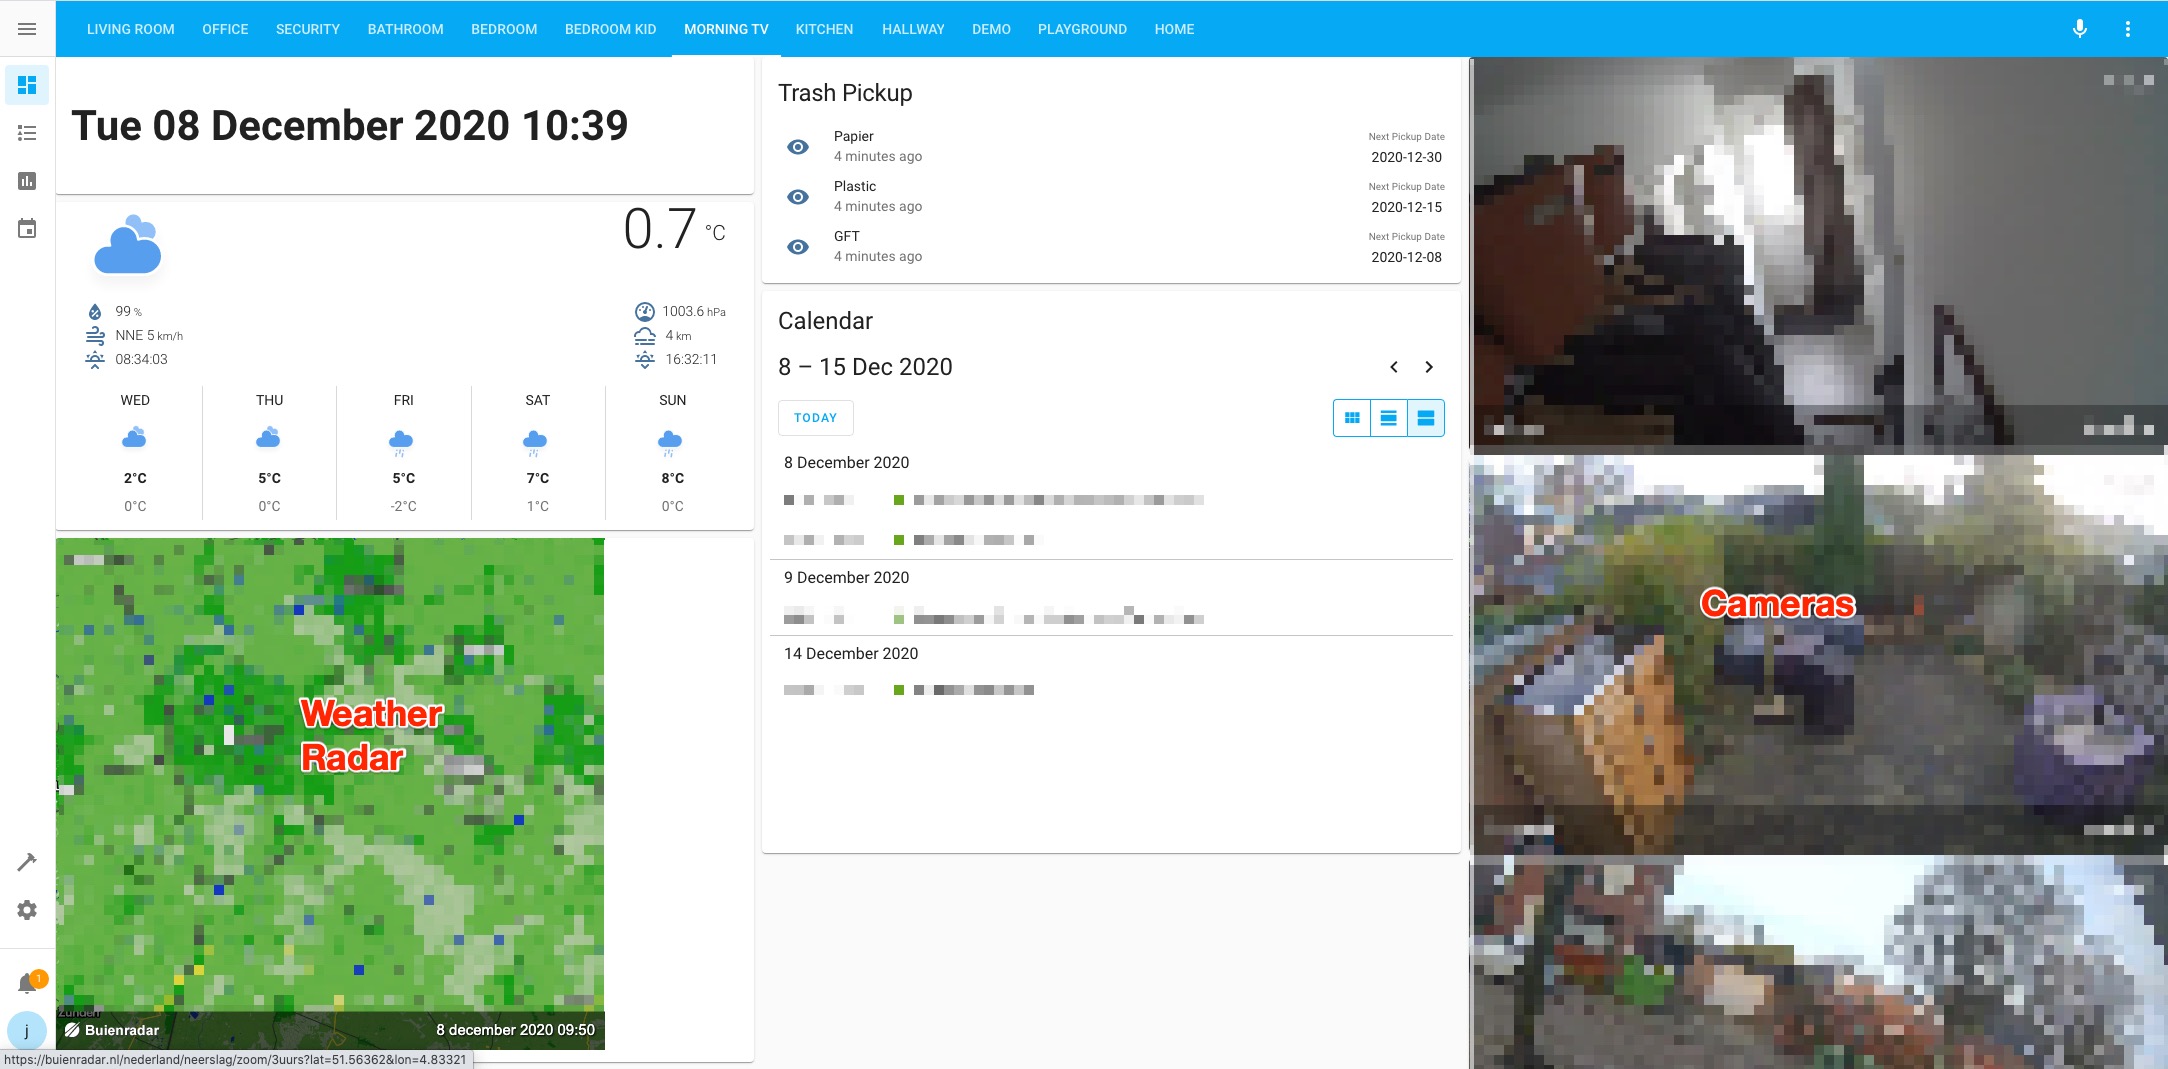 LIVING ROOM OFFICE SECURITY BATHROOM BEDROOM BEDROOM KID MORNING TV KITCHEN HALLWAY DEMO PLAYGROUND HOME
Tue 08 December 2020 10:39
0.7 °C
99 % 1003.6 hPa
NNE 5 km/h 4 km
08:34:03 16:32:11
WED THU FRI SAT SUN
2°C 5°C 5°C 7°C 8°C
0°C 0°C -2°C 1°C 0°C
Weather
Radar
Buienradar 8 december 2020 09:50
j
1
https://buienradar.nl/nederland/neerslag/zoom/3uurs?lat=51.56362&lon=4.83321
Trash Pickup
Papier Next Pickup Date
4 minutes ago 2020-12-30
Plastic Next Pickup Date
4 minutes ago 2020-12-15
GFT Next Pickup Date
4 minutes ago 2020-12-08
Calendar
8 – 15 Dec 2020
TODAY
8 December 2020
9 December 2020
14 December 2020
Cameras